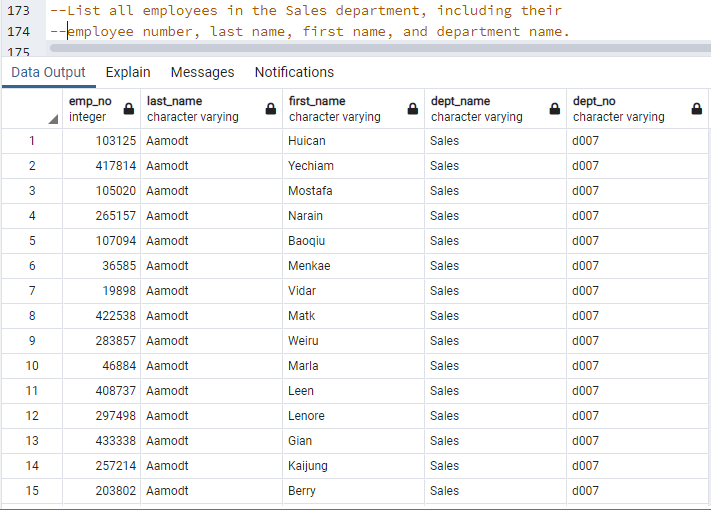 173 --List all employees in the Sales department, including their
174 --employee number, last name, first name, and department name.
175
Data Output Explain Messages Notifications
emp_no last_name first_name dept_name dept_no
integer character varying character varying character varying character varying
1 103125 Aamodt Huican Sales d007
2 417814 Aamodt Yechiam Sales d007
3 105020 Aamodt Mostafa Sales d007
4 265157 Aamodt Narain Sales d007
5 107094 Aamodt Baoqiu Sales d007
6 36585 Aamodt Menkae Sales d007
7 19898 Aamodt Vidar Sales d007
8 422538 Aamodt Matk Sales d007
9 283857 Aamodt Weiru Sales d007
10 46884 Aamodt Marla Sales d007
11 408737 Aamodt Leen Sales d007
12 297498 Aamodt Lenore Sales d007
13 433338 Aamodt Gian Sales d007
14 257214 Aamodt Kaijung Sales d007
15 203802 Aamodt Berry Sales d007